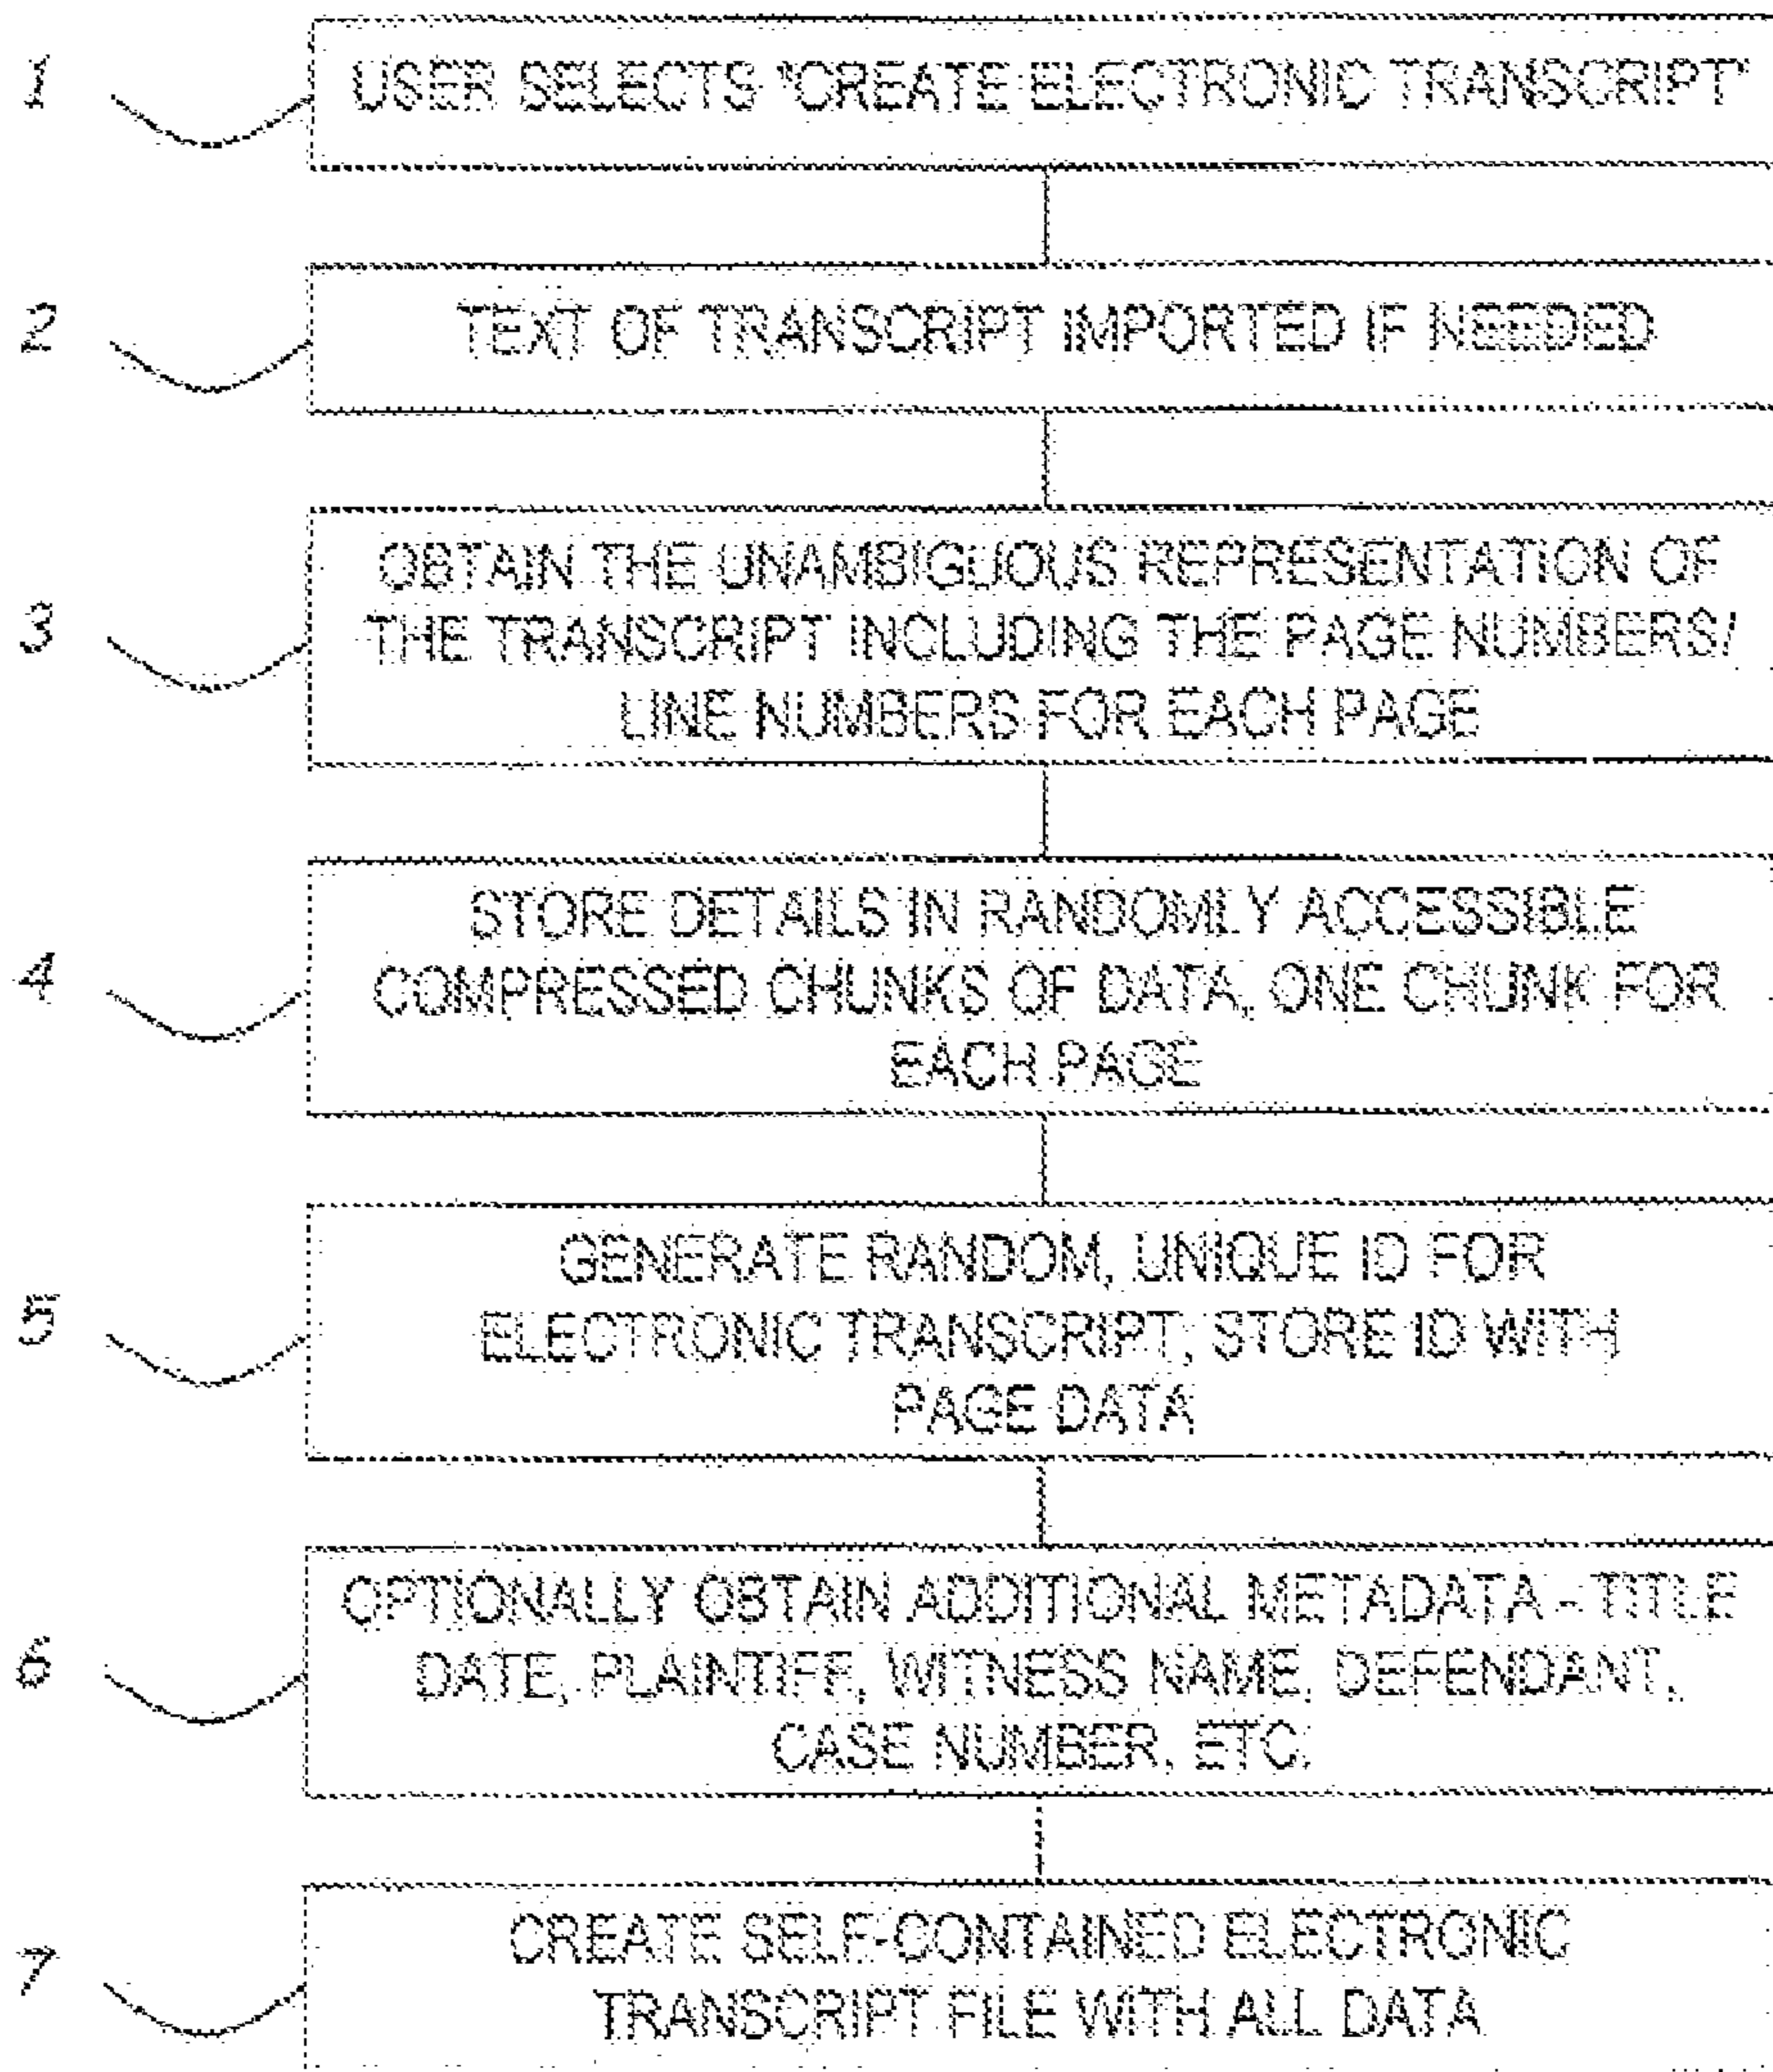 1 USER SELECTS 'CREATE ELECTRONIC TRANSCRIPT'
2 TEXT OF TRANSCRIPT IMPORTED IF NEEDED
OBTAIN THE UNAMBIGUOUS REPRESENTATION OF
3 THE TRANSCRIPT INCLUDING THE PAGE NUMBERS/
LINE NUMBERS FOR EACH PAGE
STORE DETAILS IN RANDOMLY ACCESSIBLE
4 COMPRESSED CHUNKS OF DATA, ONE CHUNK FOR
EACH PAGE
GENERATE RANDOM, UNIQUE ID FOR
5 ELECTRONIC TRANSCRIPT, STORE ID WITH
PAGE DATA
OPTIONALLY OBTAIN ADDITIONAL METADATA - TITLE
6 DATE, PLAINTIFF, WITNESS NAME, DEFENDANT,
CASE NUMBER, ETC.
CREATE SELF-CONTAINED ELECTRONIC
7 TRANSCRIPT FILE WITH ALL DATA